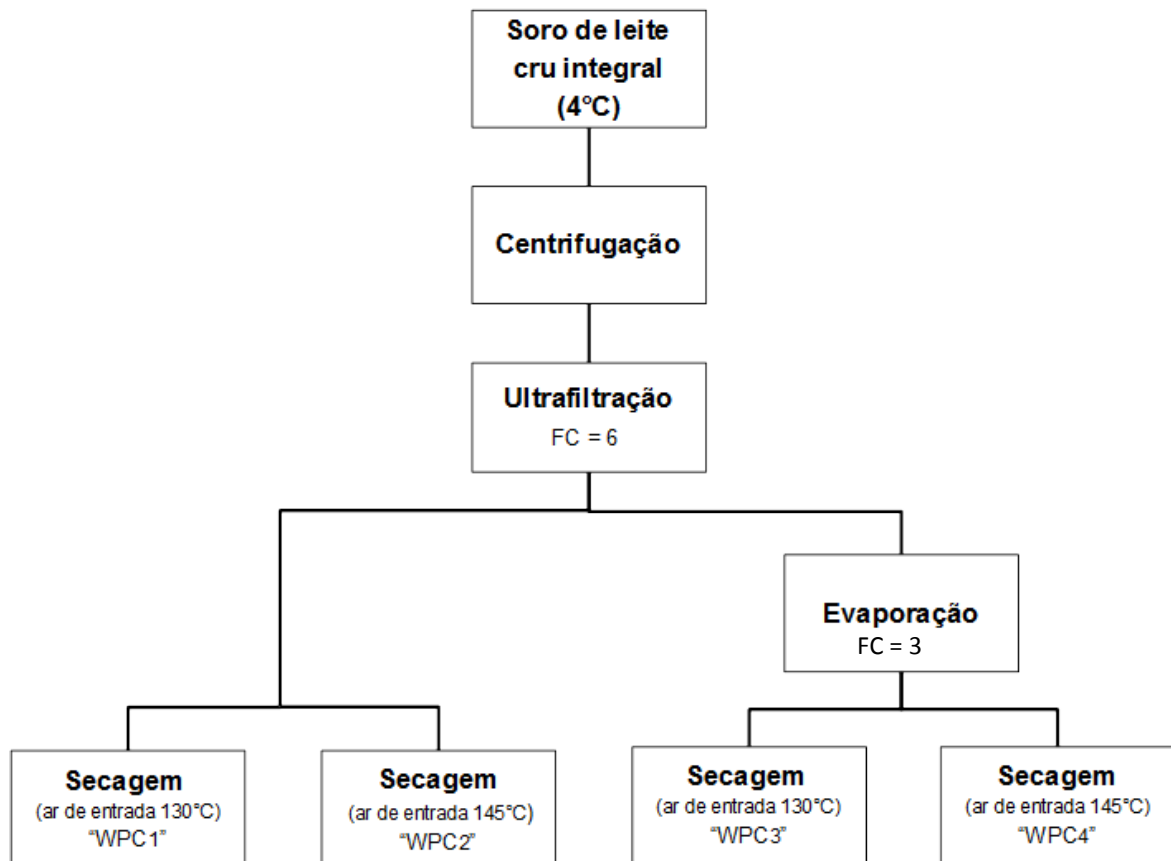 Soro de leite
cru integral
(4°C)
Centrifugação
Ultrafiltração
FC = 6
Evaporação
FC = 3
Secagem
(ar de entrada 130°C)
“WPC1”
Secagem
(ar de entrada 145°C)
“WPC2”
Secagem
(ar de entrada 130°C)
“WPC3”
Secagem
(ar de entrada 145°C)
“WPC4”